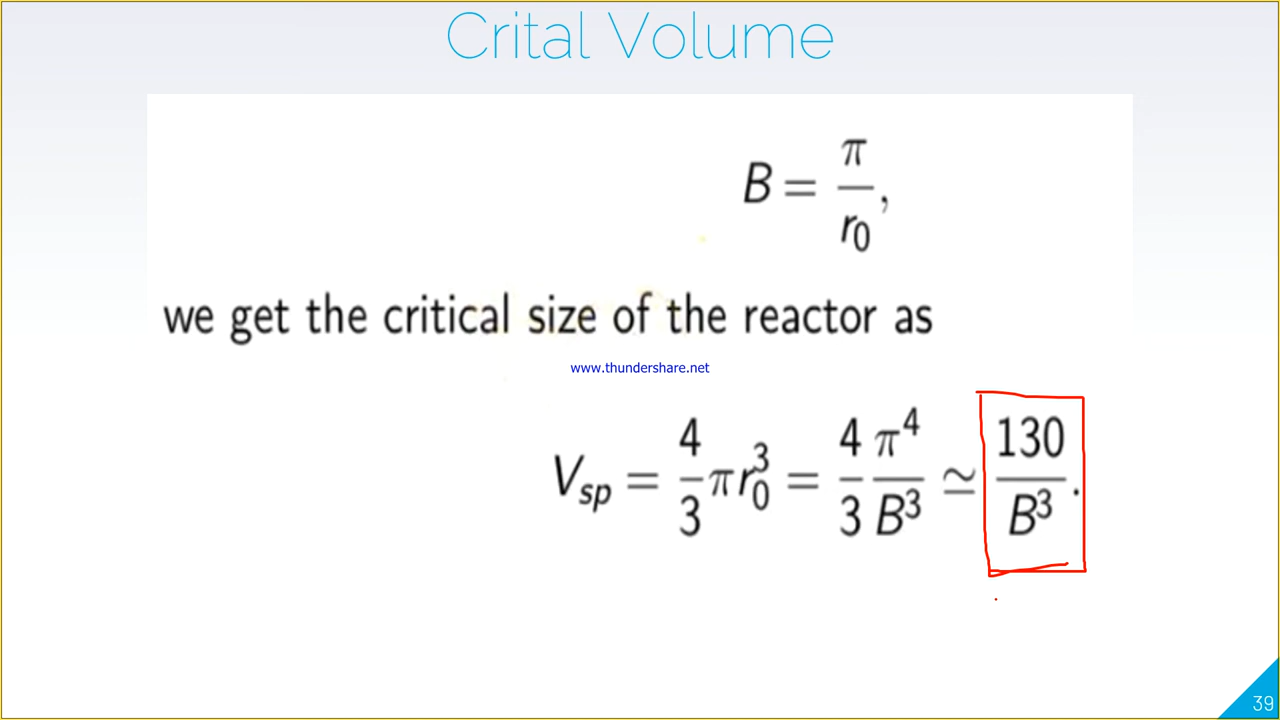 Crital Volume
B = π/r₀,
we get the critical size of the reactor as
www.thundershare.net
V_sp = 4/3 πr₀³ = 4/3 π⁴/B³ ≃ 130/B³.
39